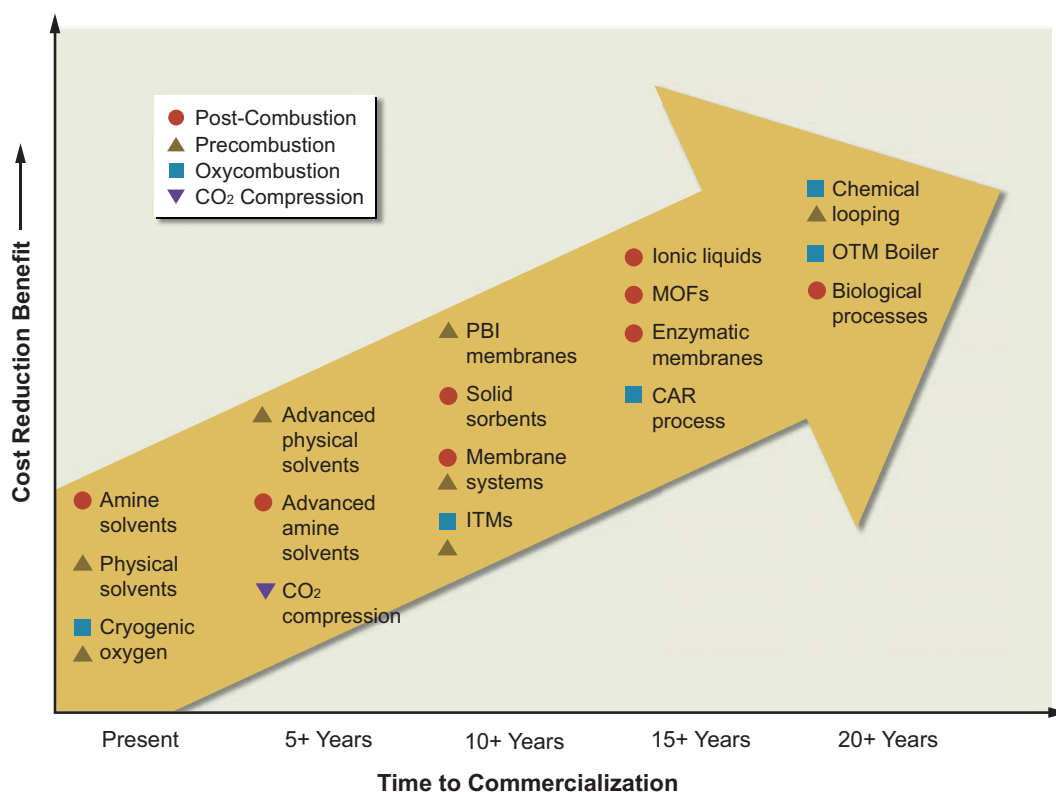 Cost Reduction Benefit
Post-Combustion
Precombustion
Oxycombustion
CO2 Compression
Amine
solvents
Physical
solvents
Cryogenic
oxygen
Advanced
physical
solvents
Advanced
amine
solvents
CO2
compression
PBI
membranes
Solid
sorbents
Membrane
systems
ITMs
Ionic liquids
MOFs
Enzymatic
membranes
CAR
process
Chemical
looping
OTM Boiler
Biological
processes
Present
5+ Years
10+ Years
15+ Years
20+ Years
Time to Commercialization